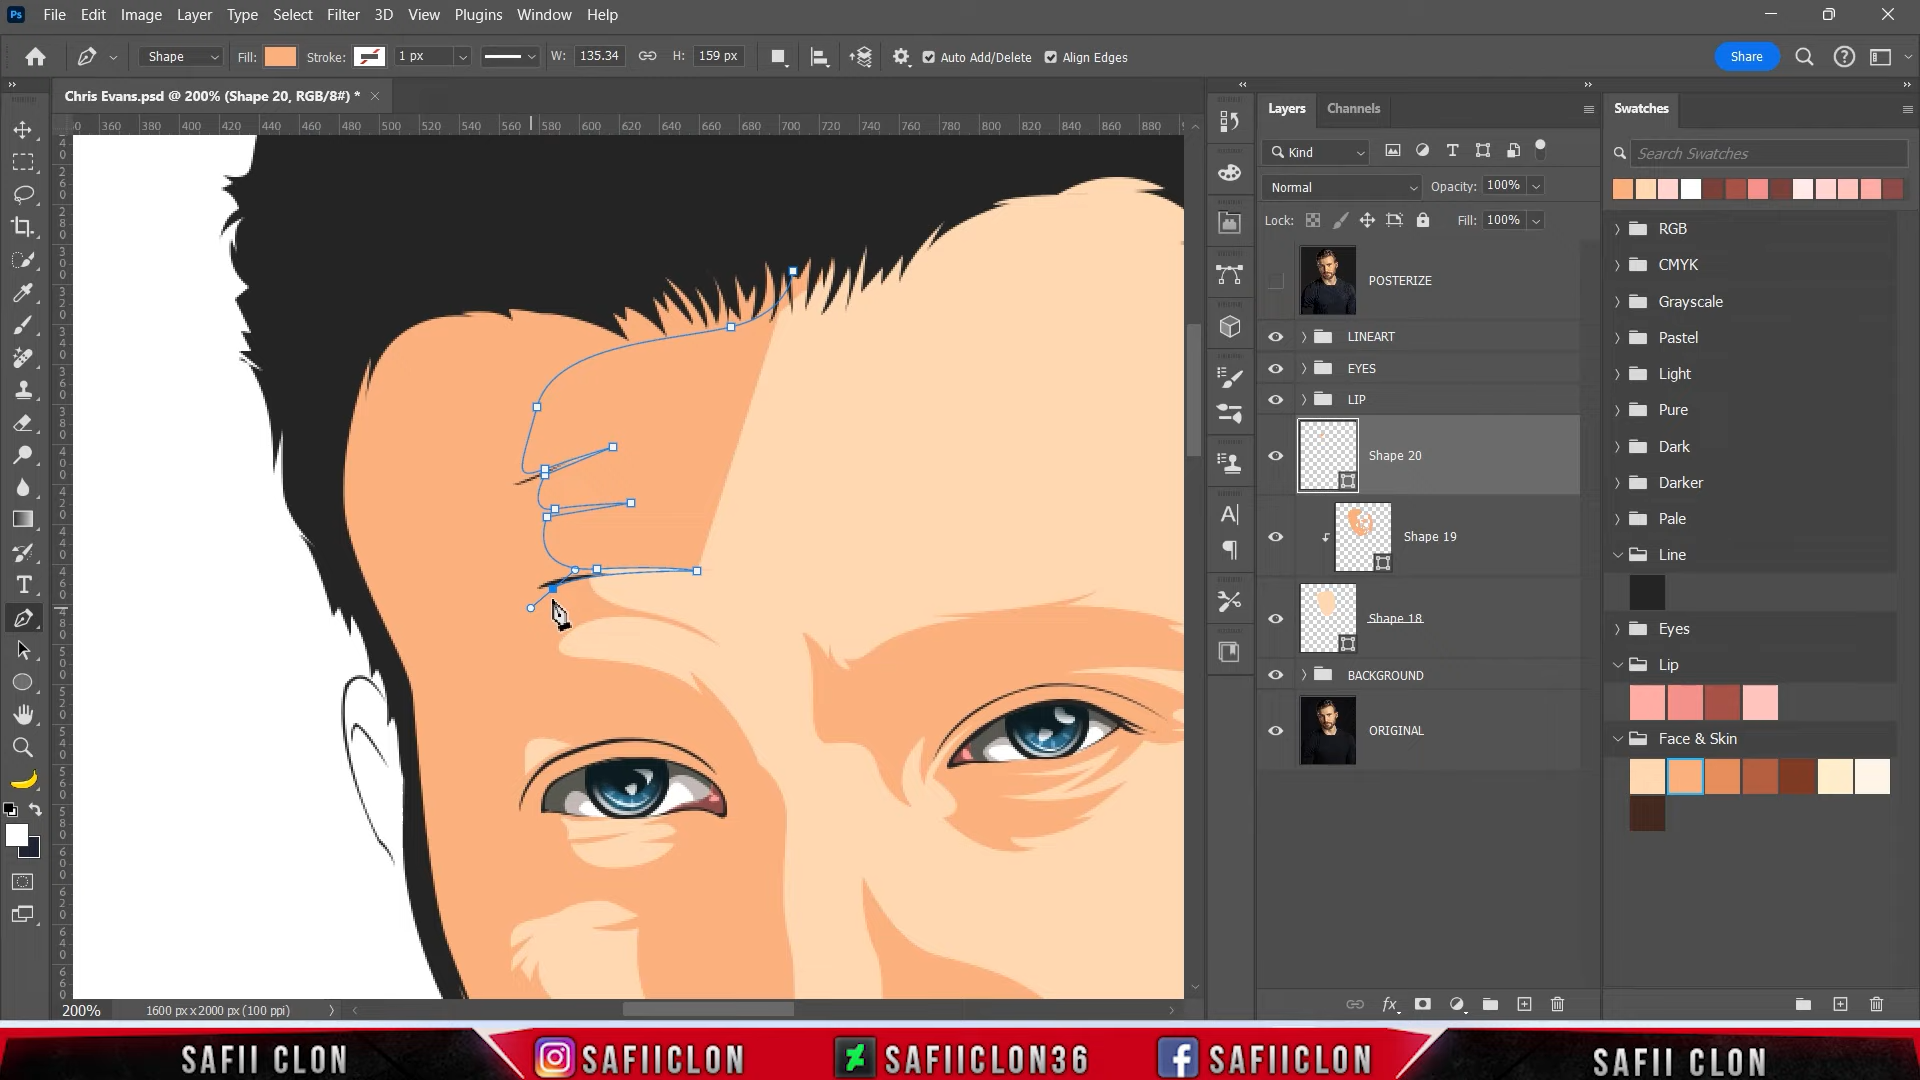 Ps File Edit Image Layer Type Select Filter 3D View Plugins Window Help
Shape Fill: Stroke: 1 px W: 135.34 H: 159 px Auto Add/Delete Align Edges Share
Chris Evans.psd @ 200% (Shape 20, RGB/8#) *
360 380 400 420 440 460 480 500 520 540 560 580 600 620 640 660 680 700 720 740 760 780 800 820 840 860 880
Layers Channels
Kind
Normal Opacity: 100%
Lock: Fill: 100%
POSTERIZE
LINEART
EYES
LIP
Shape 20
Shape 19
Shape 18
BACKGROUND
ORIGINAL
Swatches
Search Swatches
RGB
CMYK
Grayscale
Pastel
Light
Pure
Dark
Darker
Pale
Line
Eyes
Lip
Face & Skin
200% 1600 px x 2000 px (100 ppi)
fx
SAFII CLON SAFIICLON SAFIICLON36 SAFIICLON SAFII CLON